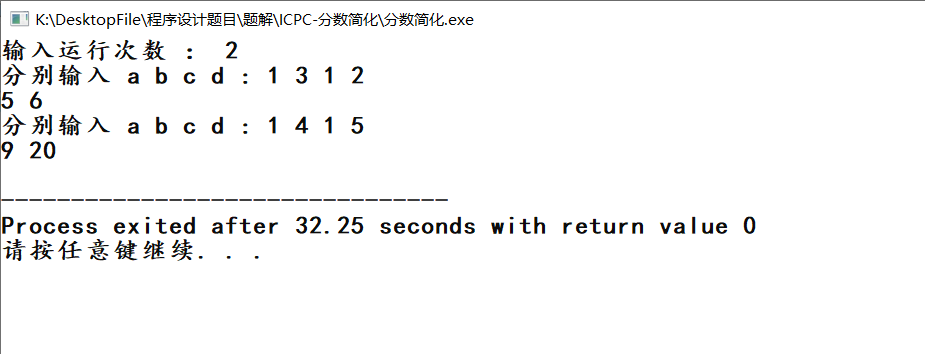 K:\DesktopFile\程序设计题目\题解\ICPC-分数简化\分数简化.exe
输入运行次数 : 2
分别输入 a b c d : 1 3 1 2
5 6
分别输入 a b c d : 1 4 1 5
9 20
--------------------------------
Process exited after 32.25 seconds with return value 0
请按任意键继续. . .